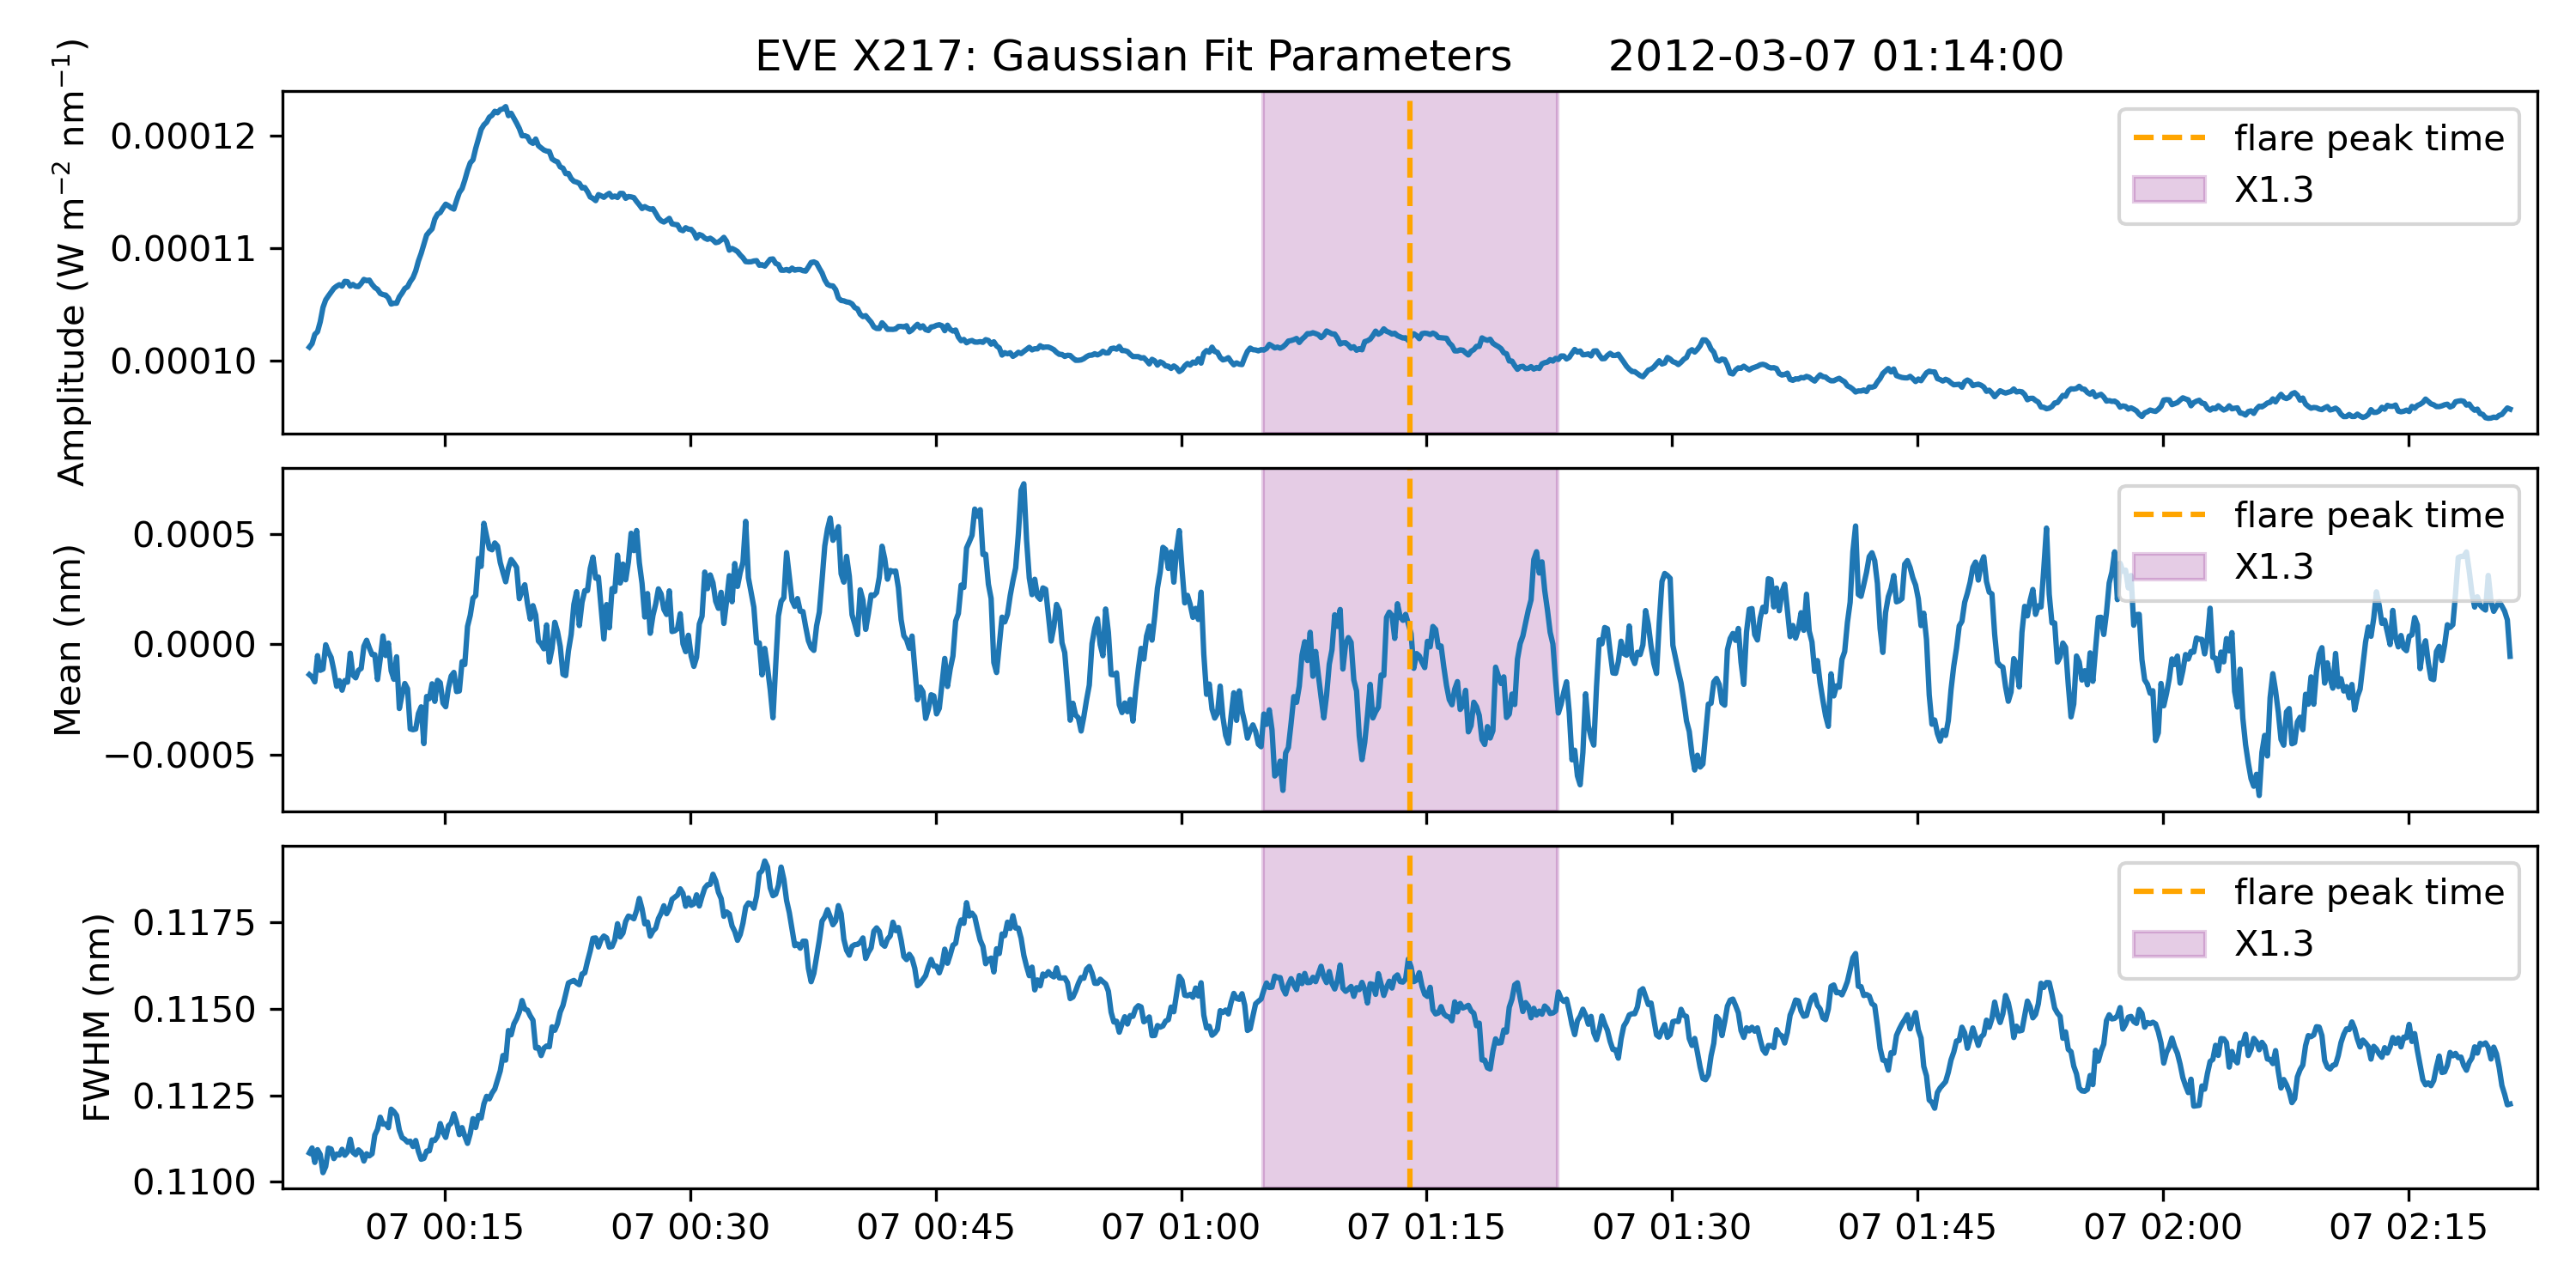 EVE X217: Gaussian Fit Parameters 2012-03-07 01:14:00
Amplitude (W m⁻² nm⁻¹)
0.00012
0.00011
0.00010
flare peak time
X1.3
Mean (nm)
0.0005
0.0000
−0.0005
flare peak time
X1.3
FWHM (nm)
0.1175
0.1150
0.1125
0.1100
flare peak time
X1.3
07 00:15 07 00:30 07 00:45 07 01:00 07 01:15 07 01:30 07 01:45 07 02:00 07 02:15